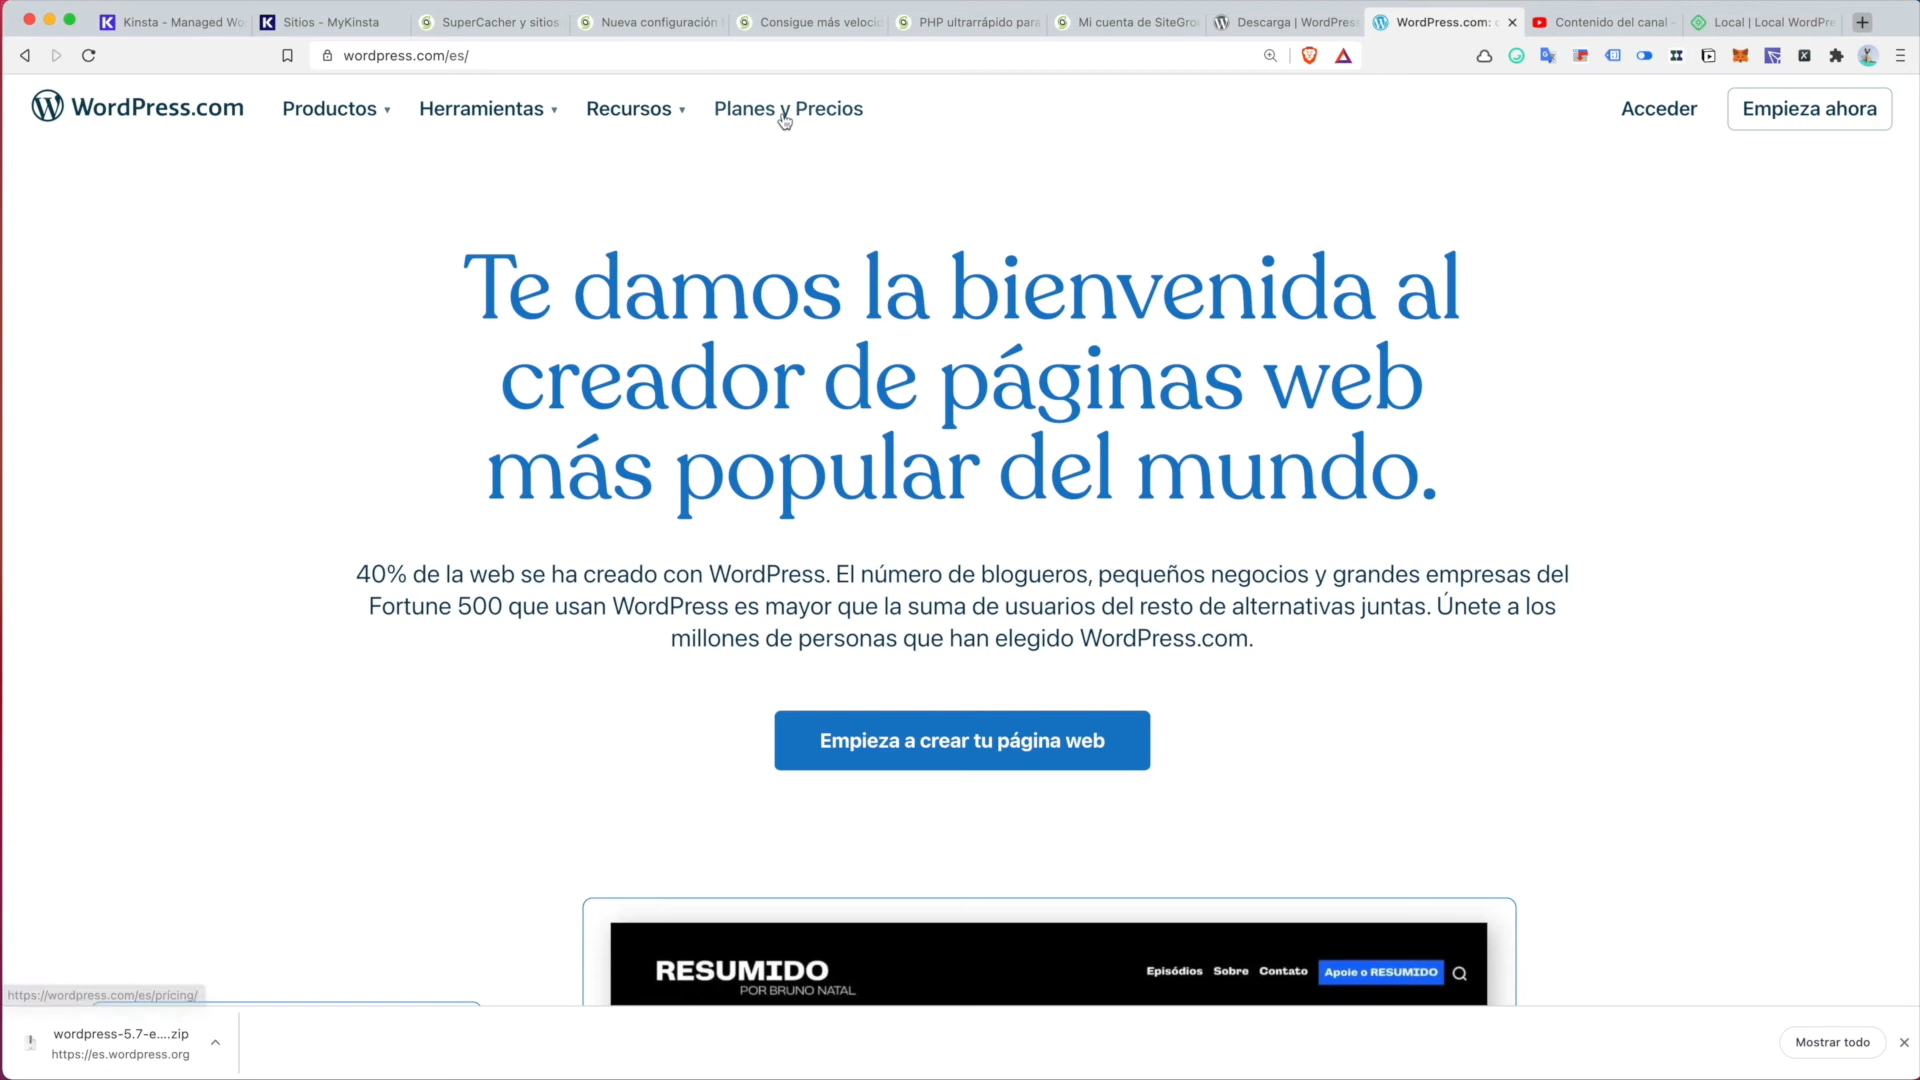 Kinsta - Managed Wo
Sitios - MyKinsta
SuperCacher y sitios
Nueva configuración
Consigue más velocid
PHP ultrarrápido para
Mi cuenta de SiteGro
Descarga | WordPress
WordPress.com:
Contenido del canal -
Local | Local WordPre
wordpress.com/es/
WordPress.com
Productos
Herramientas
Recursos
Planes y Precios
Acceder
Empieza ahora
Te damos la bienvenida al
creador de páginas web
más popular del mundo.
40% de la web se ha creado con WordPress. El número de blogueros, pequeños negocios y grandes empresas del
Fortune 500 que usan WordPress es mayor que la suma de usuarios del resto de alternativas juntas. Únete a los
millones de personas que han elegido WordPress.com.
Empieza a crear tu página web
RESUMIDO
POR BRUNO NATAL
Episódios
Sobre
Contato
Apoie o RESUMIDO
https://wordpress.com/es/pricing/
wordpress-5.7-e....zip
https://es.wordpress.org
Mostrar todo